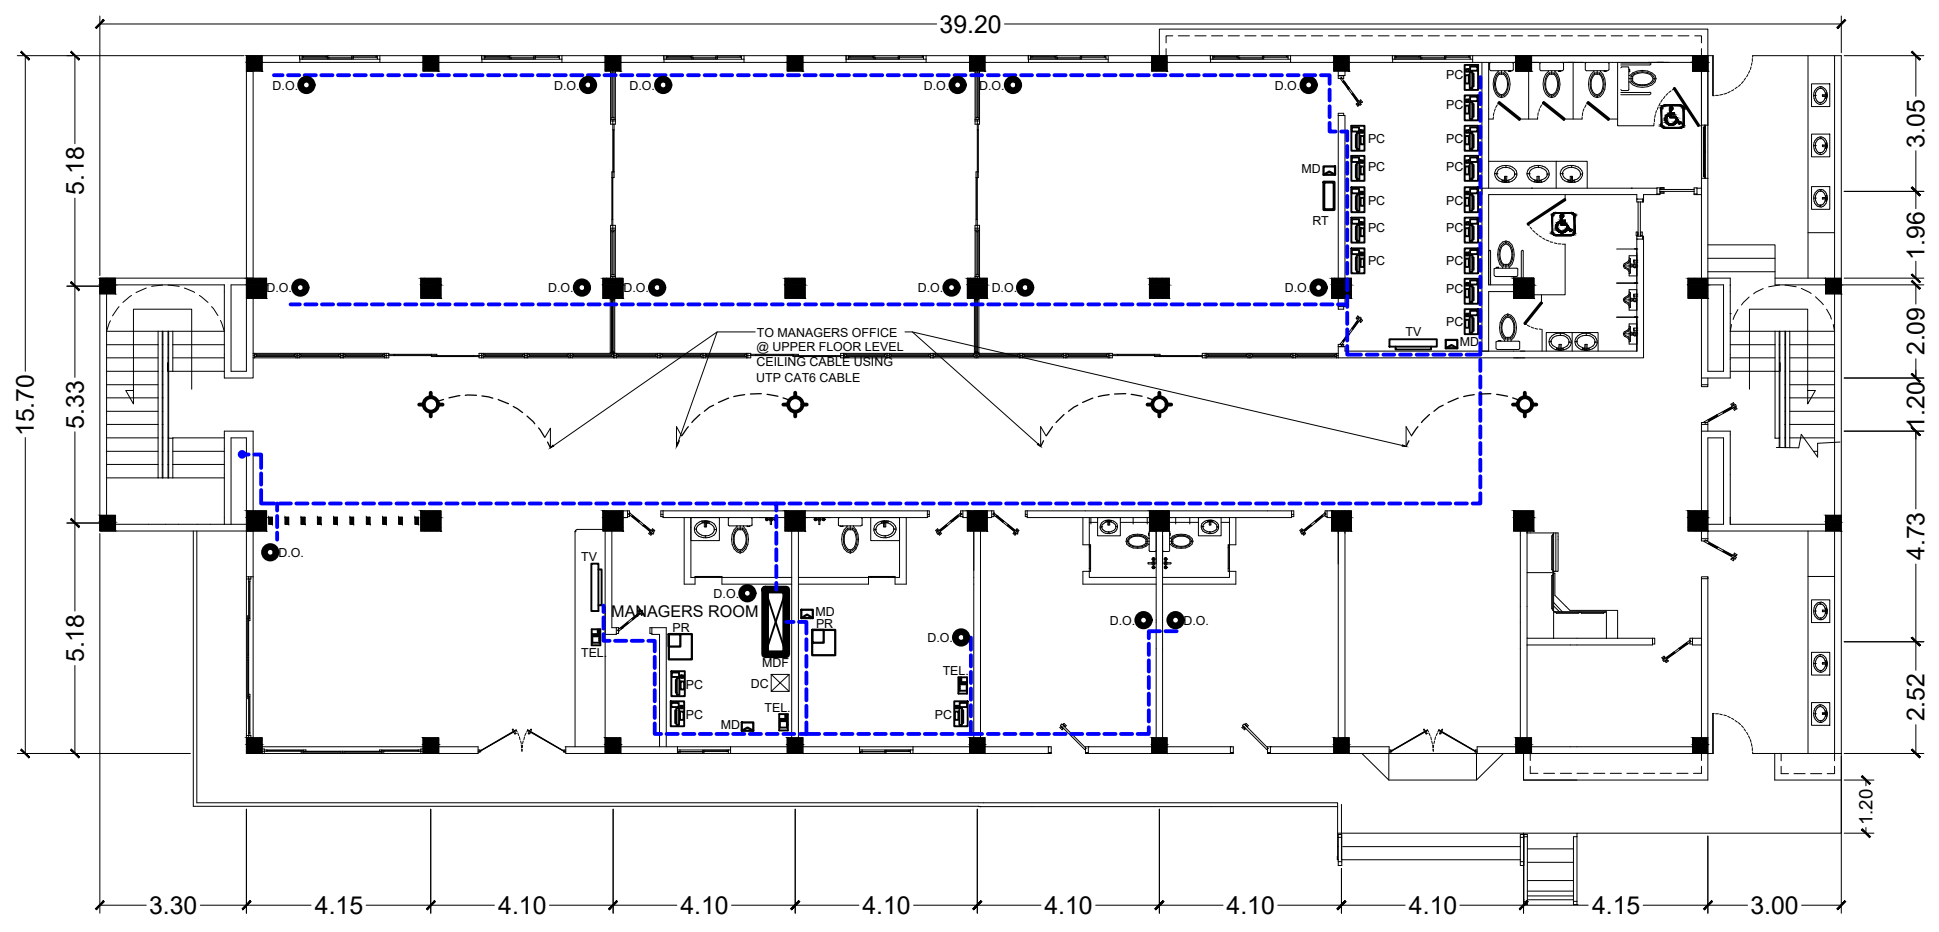 39.20
D.O. D.O. D.O. D.O. D.O. D.O.
PC
PC
PC PC
PC PC
PC PC
PC PC
PC PC
PC
PC
MD
RT
TV
MD
D.O. D.O. D.O. D.O. D.O. D.O.
TO MANAGERS OFFICE
@ UPPER FLOOR LEVEL
CEILING CABLE USING
UTP CAT6 CABLE
15.70
5.18
5.33
5.18
3.05
1.96
2.09
1.20
4.73
2.52
1.20
D.O.
TV
TEL.
D.O.
MANAGERS ROOM
PR
MDF
DC
PC
PC
MD
TEL.
MD
PR
D.O.
TEL.
PC
D.O. D.O.
3.30 4.15 4.10 4.10 4.10 4.10 4.10 4.10 4.15 3.00